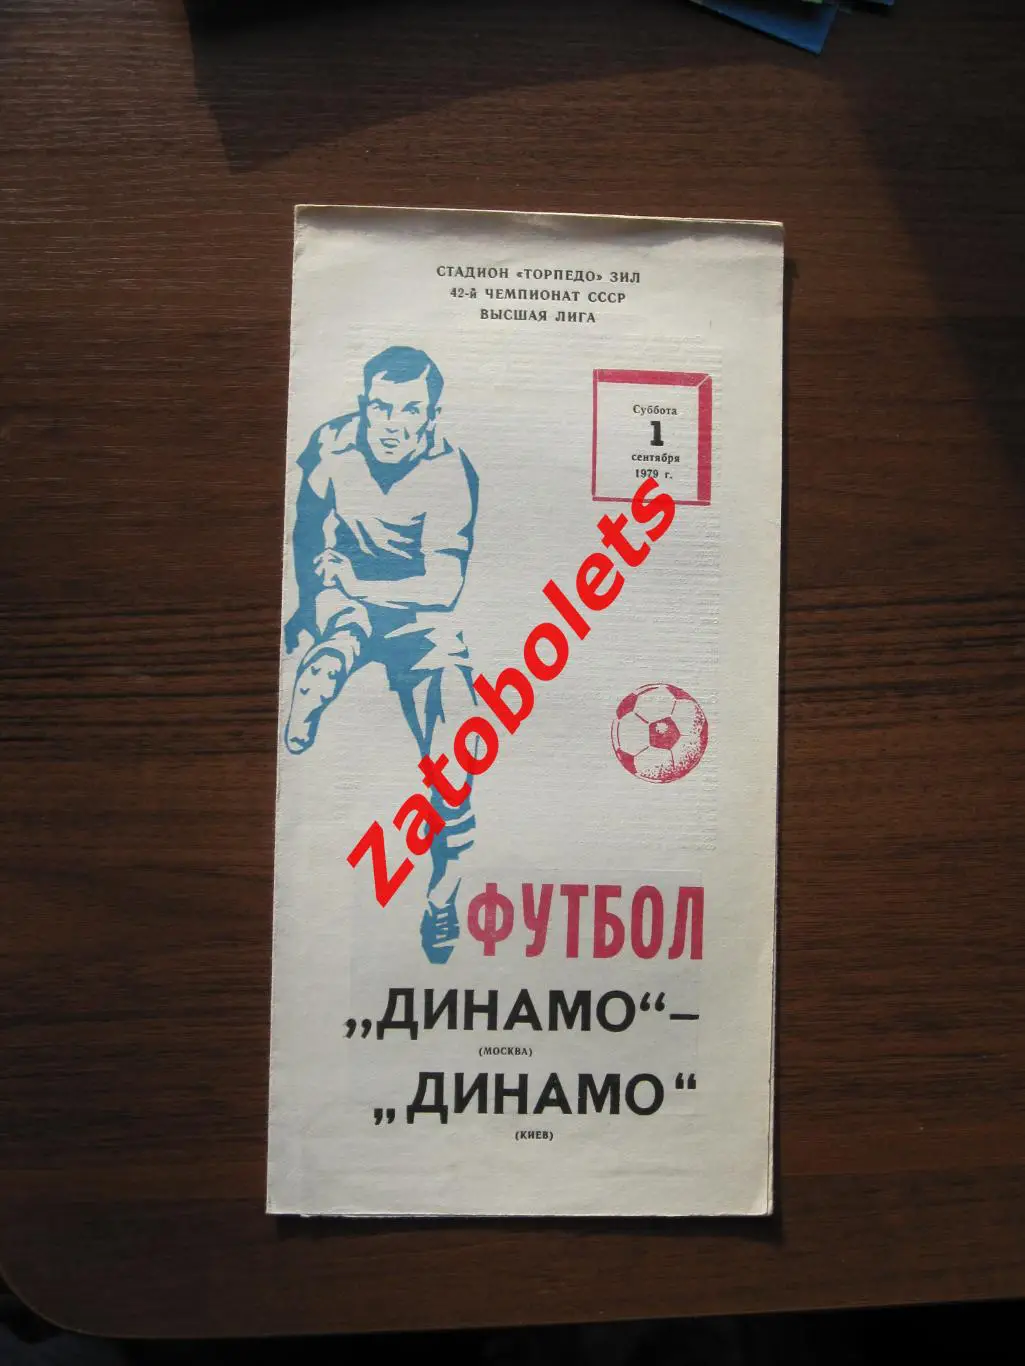 СТАДИОН «ТОРПЕДО» ЗИЛ
42-й ЧЕМПИОНАТ СССР
ВЫСШАЯ ЛИГА
Суббота
1
сентября
1979 г.
Zatobolets
ФУТБОЛ
„ДИНАМО“–
(МОСКВА)
„ДИНАМО“
(КИЕВ)